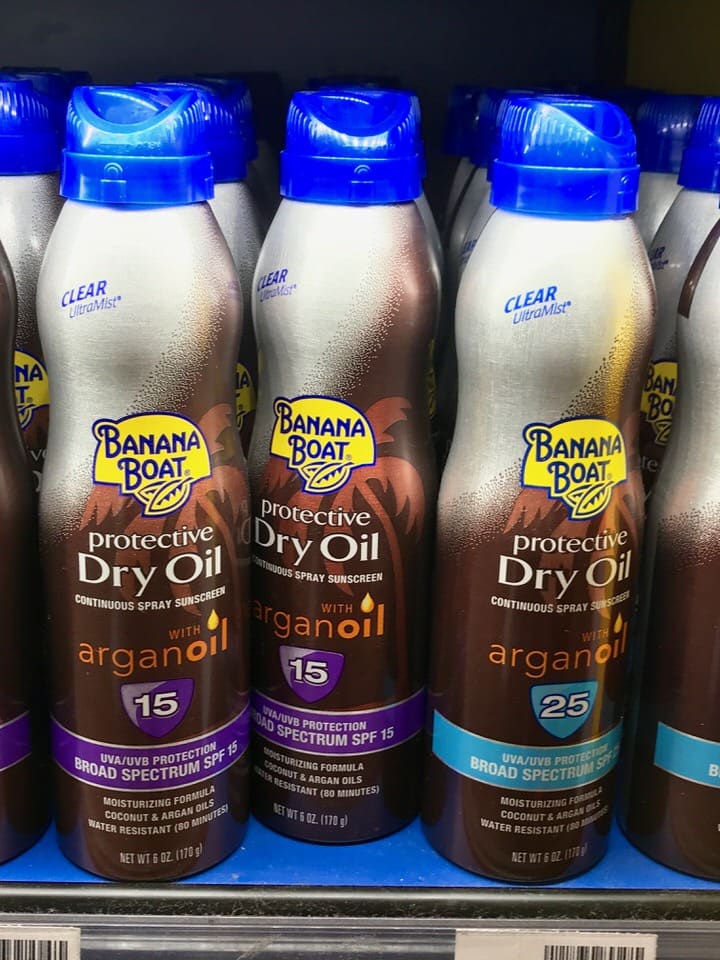 CLEAR
UltraMist®
BANANA
BOAT®
protective
Dry Oil
CONTINUOUS SPRAY SUNSCREEN
WITH
arganoil
15
UVA/UVB PROTECTION
BROAD SPECTRUM SPF 15
MOISTURIZING FORMULA
COCONUT & ARGAN OILS
WATER RESISTANT (80 MINUTES)
NET WT 6 OZ. (170 g)
CLEAR
UltraMist®
BANANA
BOAT®
protective
Dry Oil
CONTINUOUS SPRAY SUNSCREEN
WITH
arganoil
15
UVA/UVB PROTECTION
BROAD SPECTRUM SPF 15
MOISTURIZING FORMULA
COCONUT & ARGAN OILS
WATER RESISTANT (80 MINUTES)
NET WT 6 OZ. (170 g)
CLEAR
UltraMist®
BANANA
BOAT®
protective
Dry Oil
CONTINUOUS SPRAY SUNSCREEN
WITH
arganoil
25
UVA/UVB PROTECTION
BROAD SPECTRUM SPF
MOISTURIZING FORMULA
COCONUT & ARGAN OILS
WATER RESISTANT (80 MINUTES)
NET WT 6 OZ. (170 g)